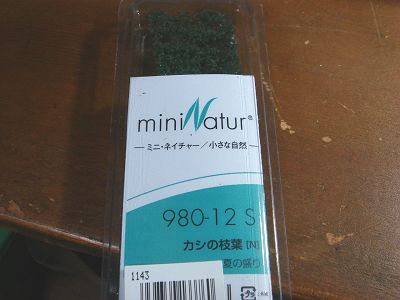 miniNatur®
ミニ・ネイチャー／小さな自然
980-12 S
カシの枝葉 [N]
夏の盛り
1143